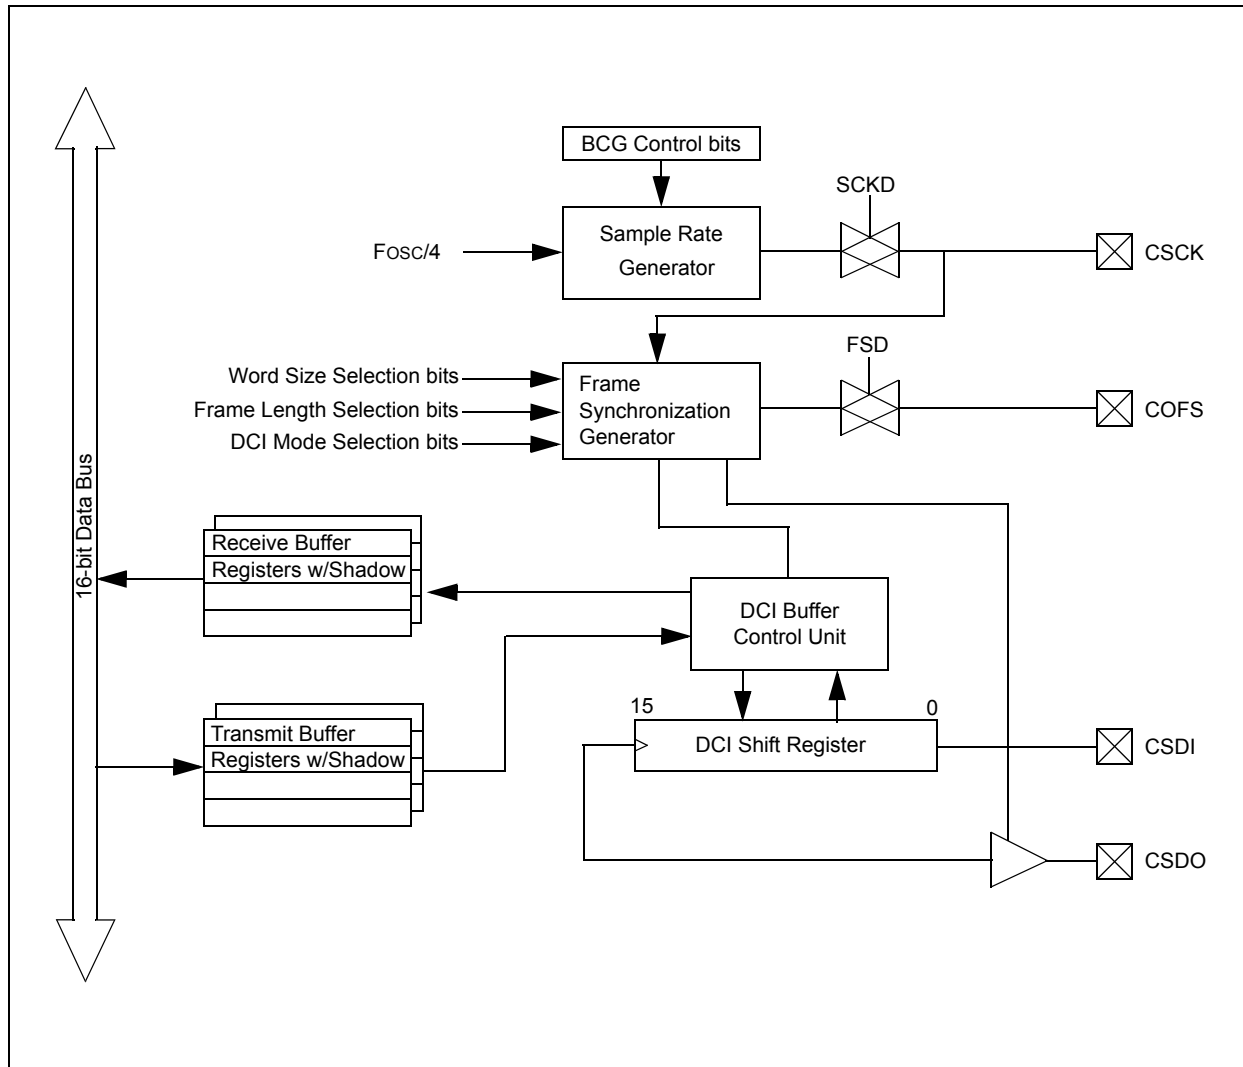 BCG Control bits
SCKD
Sample Rate
Generator
FOSC/4
CSCK
FSD
Word Size Selection bits
Frame Length Selection bits
DCI Mode Selection bits
Frame
Synchronization
Generator
COFS
16-bit Data Bus
Receive Buffer
Registers w/Shadow
DCI Buffer
Control Unit
Transmit Buffer
Registers w/Shadow
15
0
DCI Shift Register
CSDI
CSDO